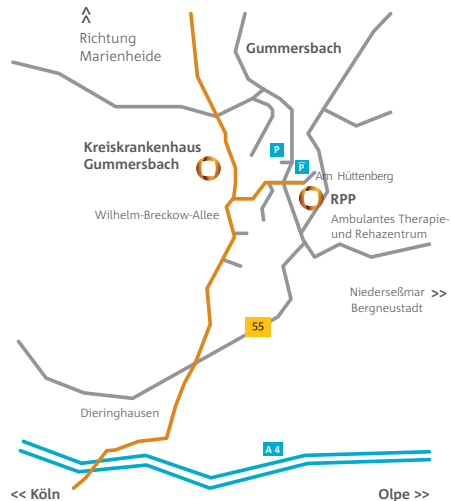 >>
Richtung
Marienheide
Gummersbach
P
Kreiskrankenhaus
Gummersbach
P
Am Hüttenberg
RPP
Wilhelm-Breckow-Allee
Ambulantes Therapie-
und Rehazentrum
Niederseßmar >>
Bergneustadt
55
Dieringhausen
A 4
<< Köln
Olpe >>